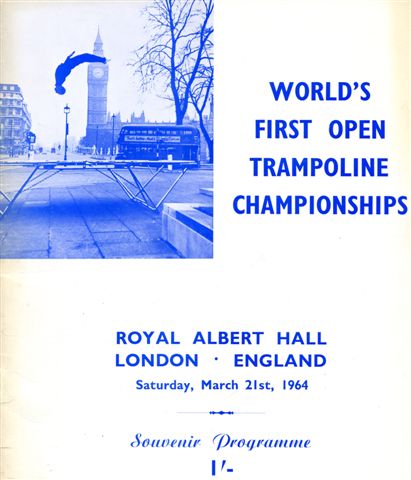 WORLD'S
FIRST OPEN
TRAMPOLINE
CHAMPIONSHIPS
ROYAL ALBERT HALL
LONDON · ENGLAND
Saturday, March 21st, 1964
Souvenir Programme
1/-